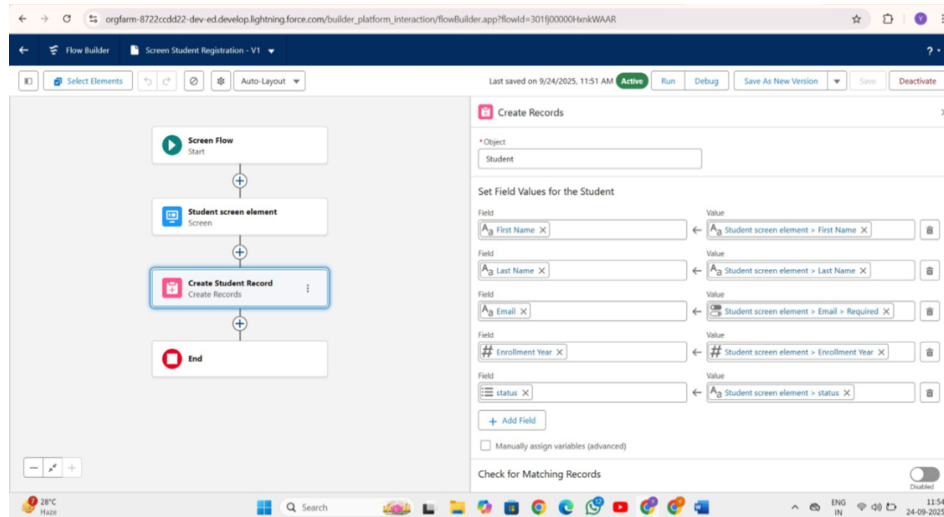 orgfarm-8722ccdd22-dev-ed.develop.lightning.force.com/builder_platform_interaction/flowBuilder.app?flowId=301fj00000HxnkWAAR
Flow Builder Screen Student Registration - V1 ?
Select Elements Auto-Layout Last saved on 9/24/2025, 11:51 AM Active Run Debug Save As New Version Save Deactivate
Screen Flow
Start
Student screen element
Screen
Create Student Record
Create Records
End
Create Records
*Object
Student
Set Field Values for the Student
Field Value
Aa First Name Aa Student screen element > First Name
Field Value
Aa Last Name Aa Student screen element > Last Name
Field Value
Aa Email Student screen element > Email > Required
Field Value
# Enrollment Year # Student screen element > Enrollment Year
Field Value
status Aa Student screen element > status
+ Add Field
Manually assign variables (advanced)
Check for Matching Records
Disabled
28°C
Haze
Search
ENG
IN
11:54
24-09-2025